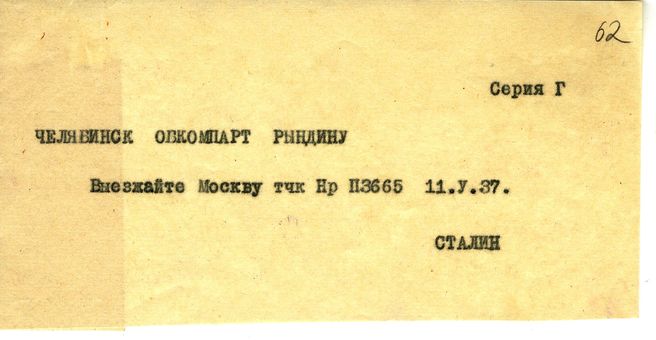 62
Серия Г
ЧЕЛЯБИНСК ОБКОМПАРТ РЫНДИНУ
Выезжайте Москву тчк Нр П3665 11.У.37.
СТАЛИН